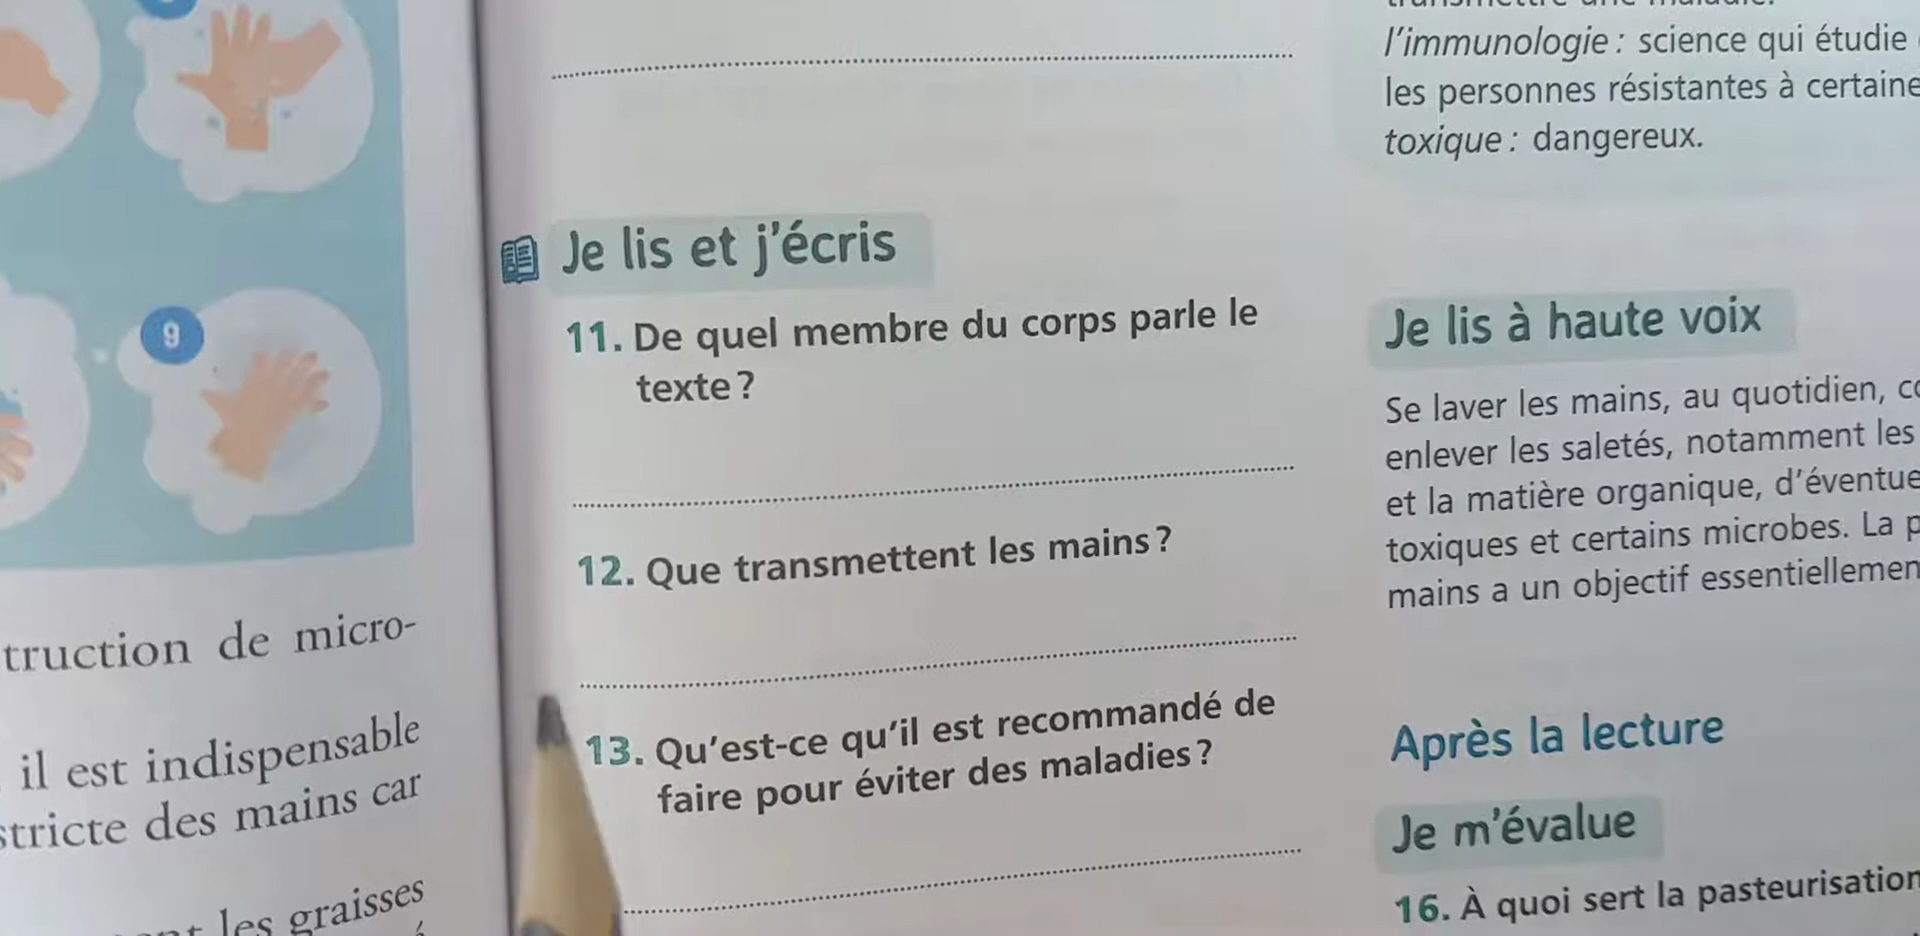 9
truction de micro-
il est indispensable
stricte des mains car
les graisses
Je lis et j'écris
11. De quel membre du corps parle le
texte ?
12. Que transmettent les mains ?
13. Qu'est-ce qu'il est recommandé de
faire pour éviter des maladies ?
l'immunologie : science qui étudie
les personnes résistantes à certaine
toxique : dangereux.
Je lis à haute voix
Se laver les mains, au quotidien, co
enlever les saletés, notamment les
et la matière organique, d'éventue
toxiques et certains microbes. La p
mains a un objectif essentiellemen
Après la lecture
Je m'évalue
16. À quoi sert la pasteurisation